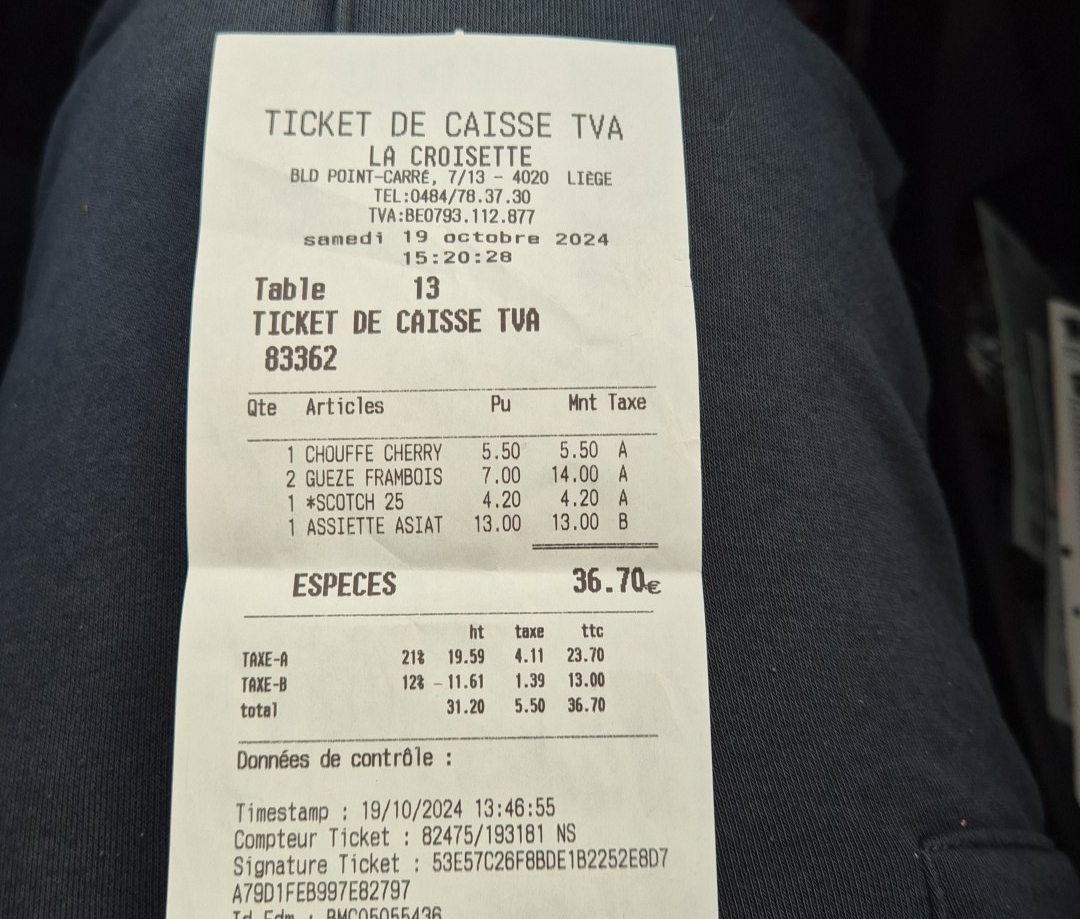 TICKET DE CAISSE TVA
LA CROISETTE
BLD POINT-CARRÉ, 7/13 - 4020 LIÈGE
TEL:0484/78.37.30
TVA:BE0793.112.877
samedi 19 octobre 2024
15:20:28
Table 13
TICKET DE CAISSE TVA
83362
Qte Articles Pu Mnt Taxe
1 CHOUFFE CHERRY 5.50 5.50 A
2 GUEZE FRAMBOIS 7.00 14.00 A
1 *SCOTCH 25 4.20 4.20 A
1 ASSIETTE ASIAT 13.00 13.00 B
ESPECES 36.70€
ht taxe ttc
TAXE-A 21% 19.59 4.11 23.70
TAXE-B 12% 11.61 1.39 13.00
total 31.20 5.50 36.70
Données de contrôle :
Timestamp : 19/10/2024 13:46:55
Compteur Ticket : 82475/193181 NS
Signature Ticket : 53E57C26F8BDE1B2252E8D7
A79D1FEB997E82797